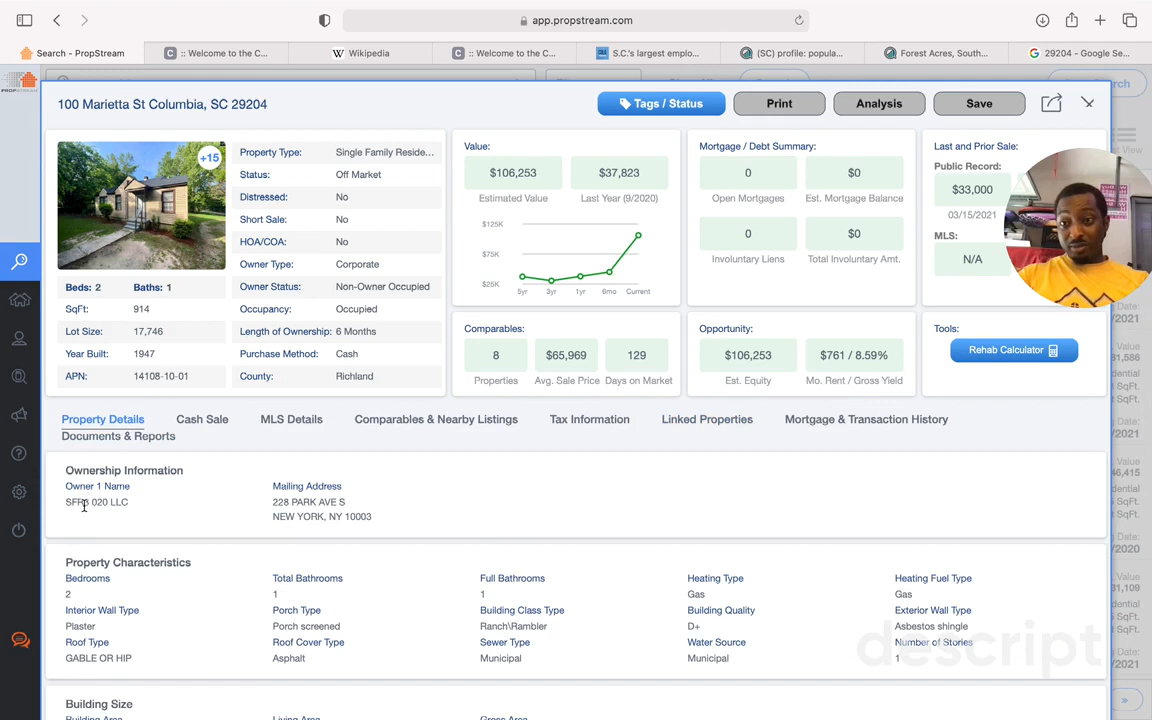 app.propstream.com
Search - PropStream
:: Welcome to the C...
Wikipedia
:: Welcome to the C...
S.C.'s largest emplo...
(SC) profile: popula...
Forest Acres, South...
29204 - Google Se...
PROPSTREAM
100 Marietta St Columbia, SC 29204
Tags / Status
Print
Analysis
Save
+15
Property Type: Single Family Reside...
Status: Off Market
Distressed: No
Short Sale: No
HOA/COA: No
Owner Type: Corporate
Owner Status: Non-Owner Occupied
Occupancy: Occupied
Length of Ownership: 6 Months
Purchase Method: Cash
County: Richland
Beds: 2 Baths: 1
SqFt: 914
Lot Size: 17,746
Year Built: 1947
APN: 14108-10-01
Value:
$106,253 $37,823
Estimated Value Last Year (9/2020)
$125K
$75K
$25K
5yr 3yr 1yr 6mo Current
Mortgage / Debt Summary:
0 $0
Open Mortgages Est. Mortgage Balance
0 $0
Involuntary Liens Total Involuntary Amt.
Last and Prior Sale:
Public Record:
$33,000
03/15/2021
MLS:
N/A
Comparables:
8 $65,969 129
Properties Avg. Sale Price Days on Market
Opportunity:
$106,253 $761 / 8.59%
Est. Equity Mo. Rent / Gross Yield
Tools:
Rehab Calculator
Property Details Cash Sale MLS Details Comparables & Nearby Listings Tax Information Linked Properties Mortgage & Transaction History
Documents & Reports
Ownership Information
Owner 1 Name Mailing Address
020 LLC 228 PARK AVE S
NEW YORK, NY 10003
Property Characteristics
Bedrooms Total Bathrooms Full Bathrooms Heating Type Heating Fuel Type
2 1 1 Gas Gas
Interior Wall Type Porch Type Building Class Type Building Quality Exterior Wall Type
Plaster Porch screened Ranch\Rambler D+ Asbestos shingle
Roof Type Roof Cover Type Sewer Type Water Source Number of Stories
GABLE OR HIP Asphalt Municipal Municipal 1
descript
Building Size
Building Area Living Area Gross Area